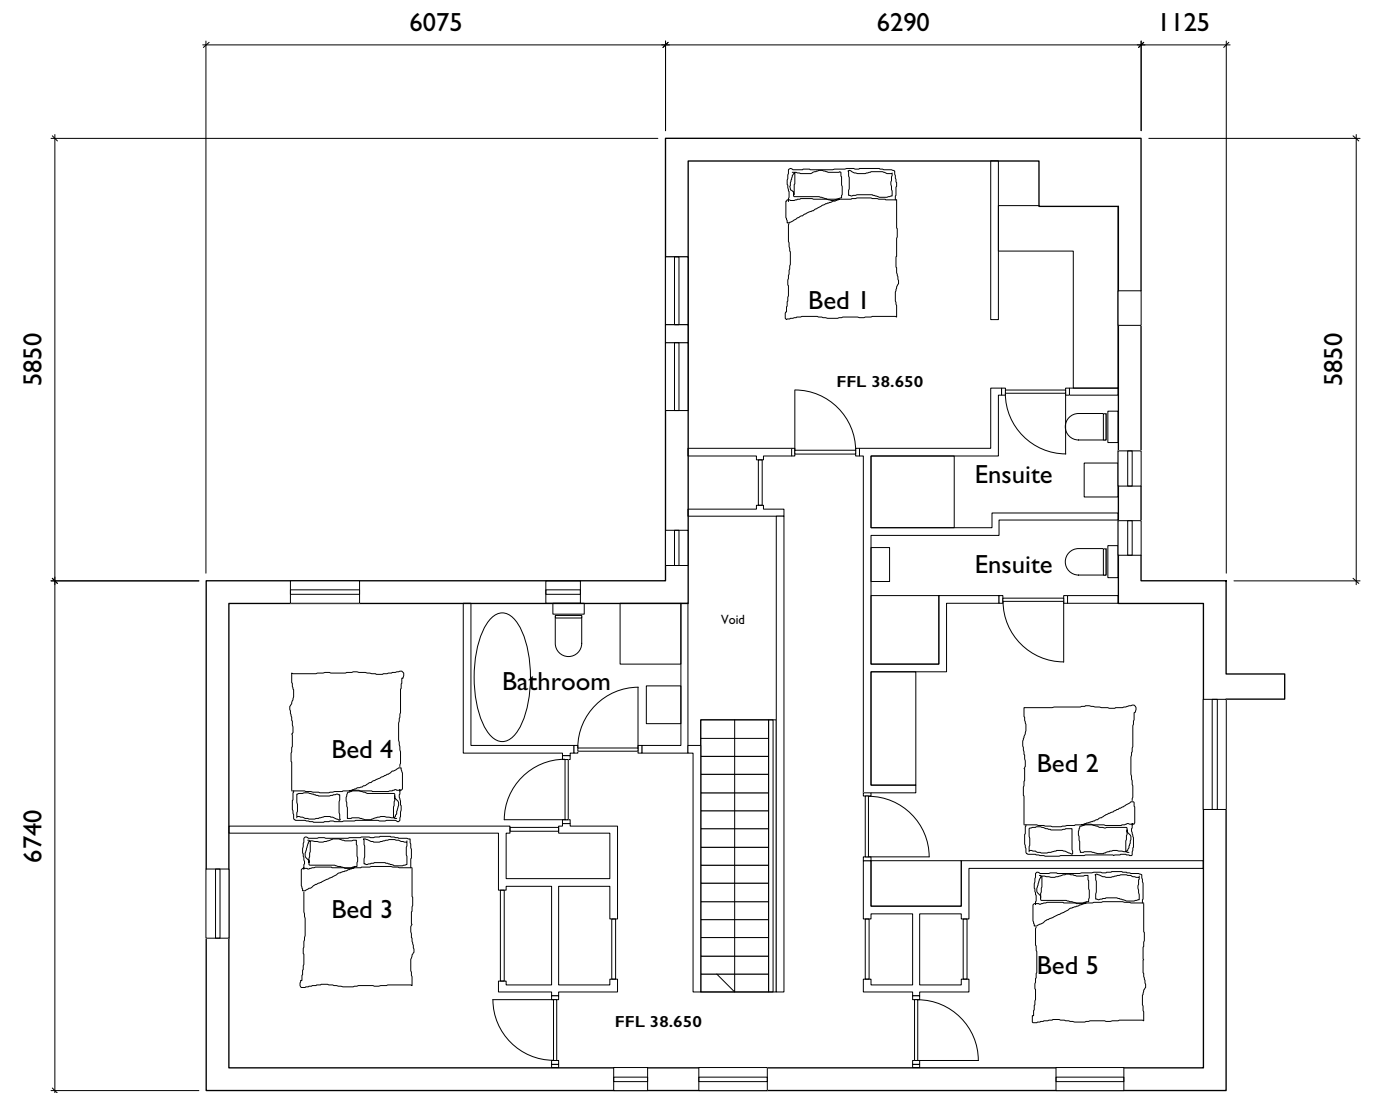 6075
6290
1125
5850
5850
Bed 1
FFL 38.650
Ensuite
Ensuite
Void
Bathroom
Bed 4
Bed 2
6740
Bed 3
Bed 5
FFL 38.650